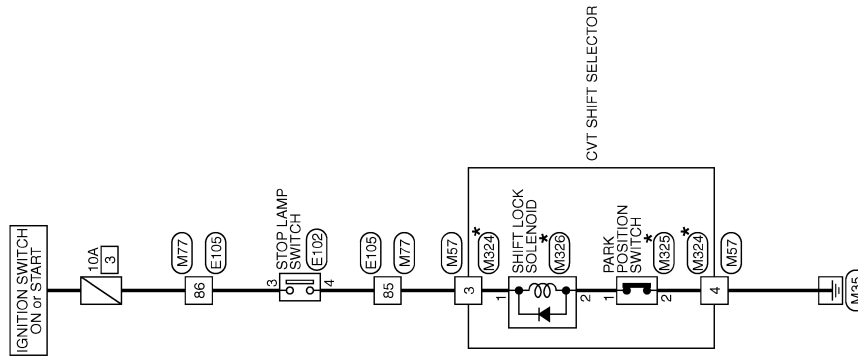 IGNITION SWITCH
ON or START
10A
3
M77
86
E105
3
STOP LAMP
SWITCH
E102
4
E105
85
M77
M57
3
*
M324
CVT SHIFT SELECTOR
1
SHIFT LOCK
SOLENOID
*
M326
2
PARK
POSITION
SWITCH
1
*
M325
2
*
M324
4
M57
M35